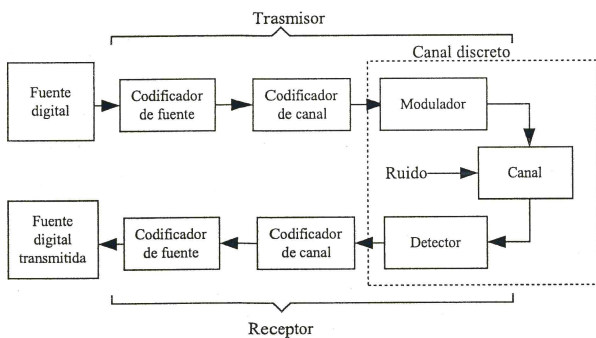 Trasmisor
Canal discreto
Fuente
digital
Codificador
de fuente
Codificador
de canal
Modulador
Ruido
Canal
Fuente
digital
transmitida
Codificador
de fuente
Codificador
de canal
Detector
Receptor